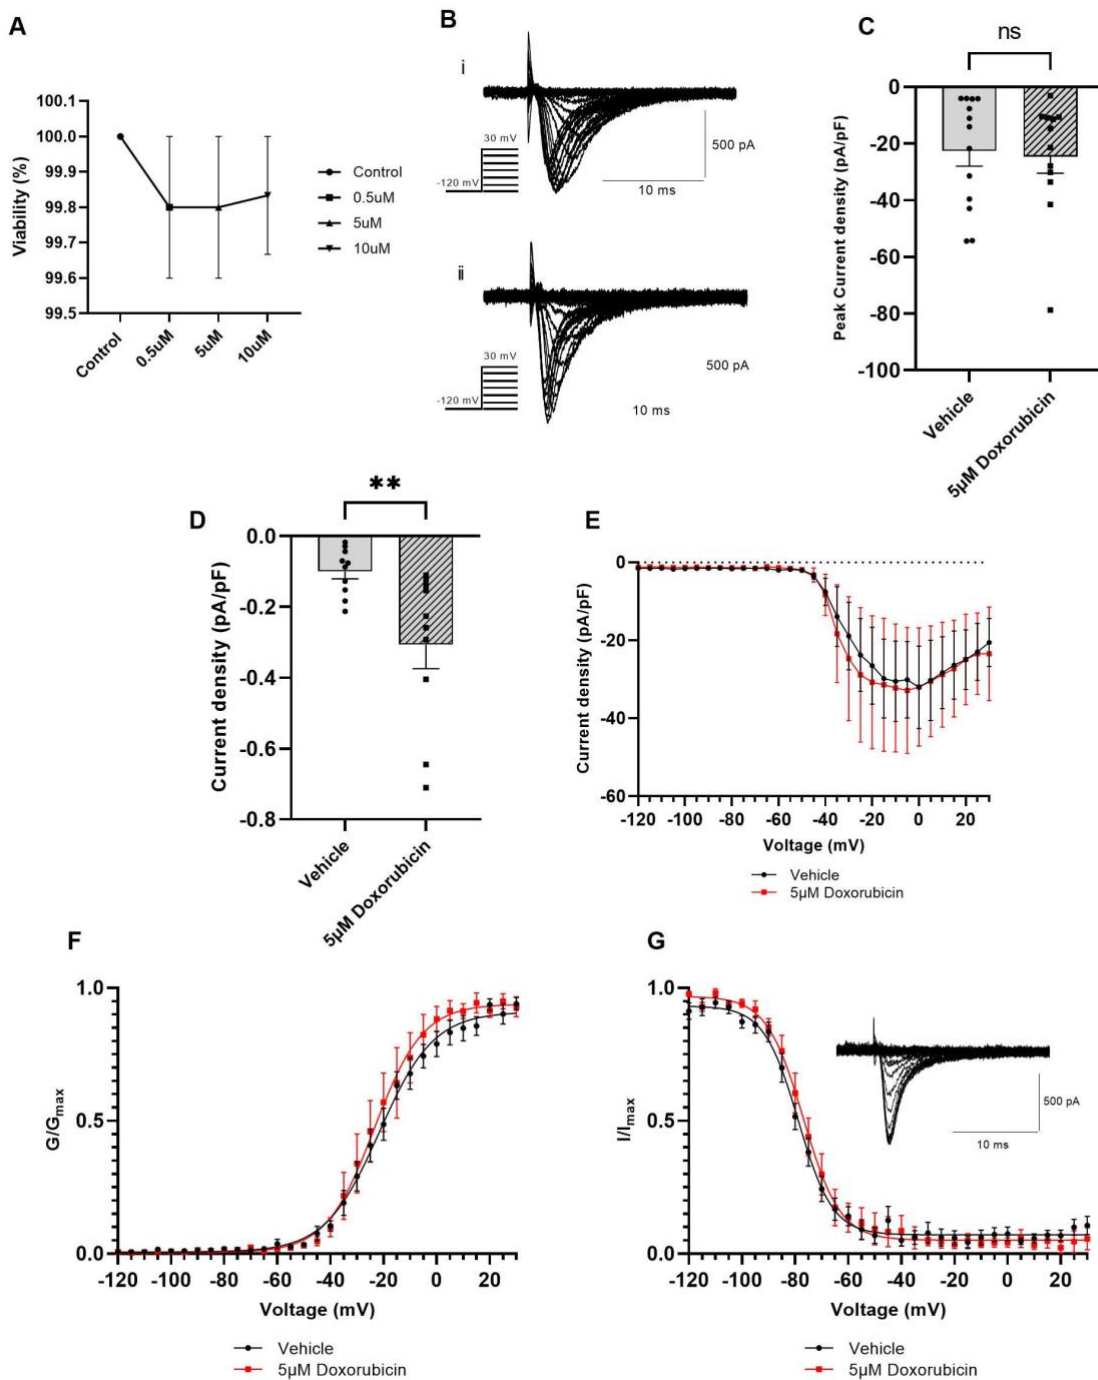 A
Viability (%)
100.1
100.0
99.9
99.8
99.7
99.6
99.5
Control
0.5uM
5uM
10uM
Control
0.5uM
5uM
10uM
B
i
30 mV
-120 mV
500 pA
10 ms
ii
30 mV
-120 mV
500 pA
10 ms
C
ns
Peak Current density (pA/pF)
0
-20
-40
-60
-80
-100
Vehicle
5µM Doxorubicin
D
**
Current density (pA/pF)
0.0
-0.2
-0.4
-0.6
-0.8
Vehicle
5µM Doxorubicin
E
Current density (pA/pF)
0
-20
-40
-60
-120 -100 -80 -60 -40 -20 0 20
Voltage (mV)
Vehicle
5µM Doxorubicin
F
G/Gmax
1.0
0.5
0.0
-120 -100 -80 -60 -40 -20 0 20
Voltage (mV)
Vehicle
5µM Doxorubicin
G
I/Imax
1.0
0.5
0.0
500 pA
10 ms
-120 -100 -80 -60 -40 -20 0 20
Voltage (mV)
Vehicle
5µM Doxorubicin